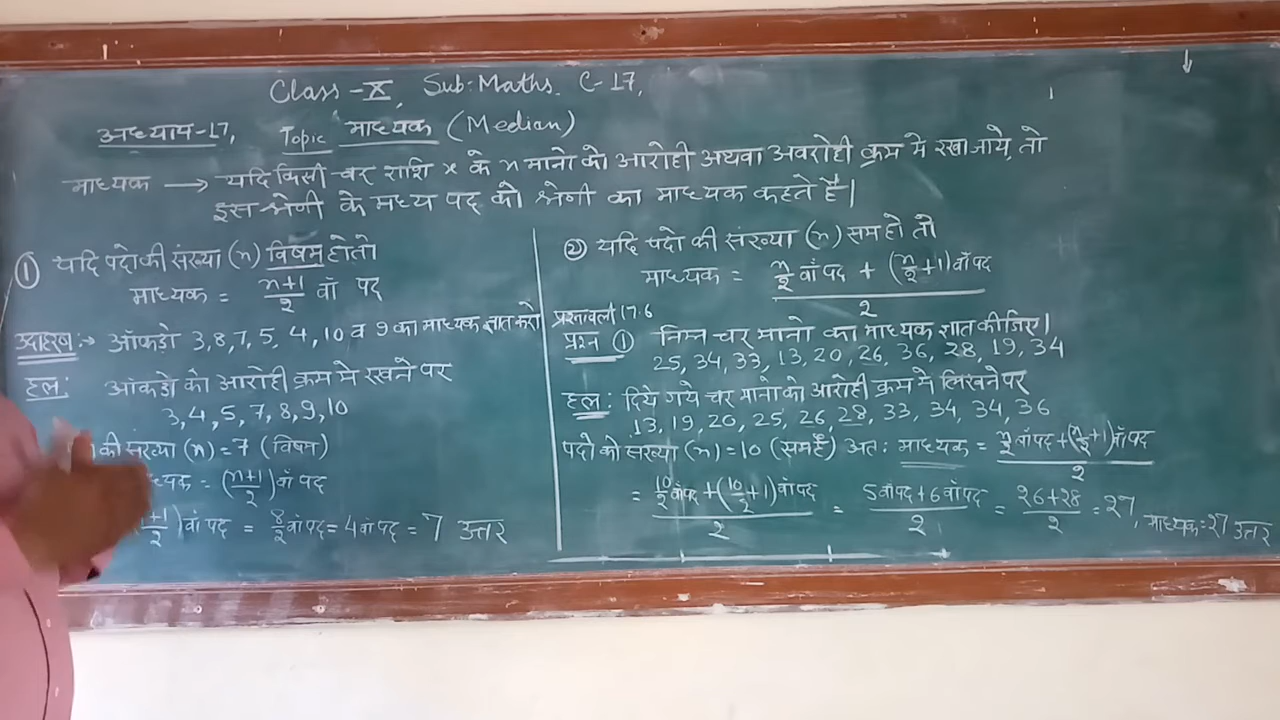 Class-X, Sub:Maths. C-17,
अध्याय-17, Topic माध्यक (Median)
माध्यक → यदि किसी चर राशि x के n मानो को आरोही अथवा अवरोही क्रम मे रखा जाये, तो
इस श्रेणी के मध्य पद को श्रेणी का माध्यक कहते है।
① यदि पदो की संख्या (n) विषम हो तो
माध्यक = n+1/2 वाँ पद
उदाहरण:→ आँकडो 3,8,7,5, 4,10 व 9 का माध्यक ज्ञात करो
हल: आंकडो को आरोही क्रम मे रखने पर
3,4,5,7,8,9,10
की संख्या (n) = 7 (विषम)
ध्यक = (n+1/2) वाँ पद
+1/2) वाँ पद = 8/2 वाँ पद = 4 वाँ पद = 7 उत्तर
② यदि पदो की संख्या (n) सम हो तो
माध्यक = n/2 वाँ पद + (n/2+1) वाँ पद / 2
प्रश्नावली 17.6
प्रश्न ① निम्न चर मानो का माध्यक ज्ञात कीजिए।
25, 34, 33, 13, 20, 26, 36, 28, 19, 34
हल: दिये गये चर मानो को आरोही क्रम मे लिखने पर
13, 19, 20, 25, 26, 28, 33, 34, 34, 36
पदो की संख्या (n) = 10 (सम है) अत: माध्यक = n/2 वाँ पद + (n/2+1) वाँ पद / 2
= 10/2 वाँ पद + (10/2+1) वाँ पद / 2 = 5 वाँ पद + 6 वाँ पद / 2 = 26+28/2 = 27, माध्यक = 27 उत्तर